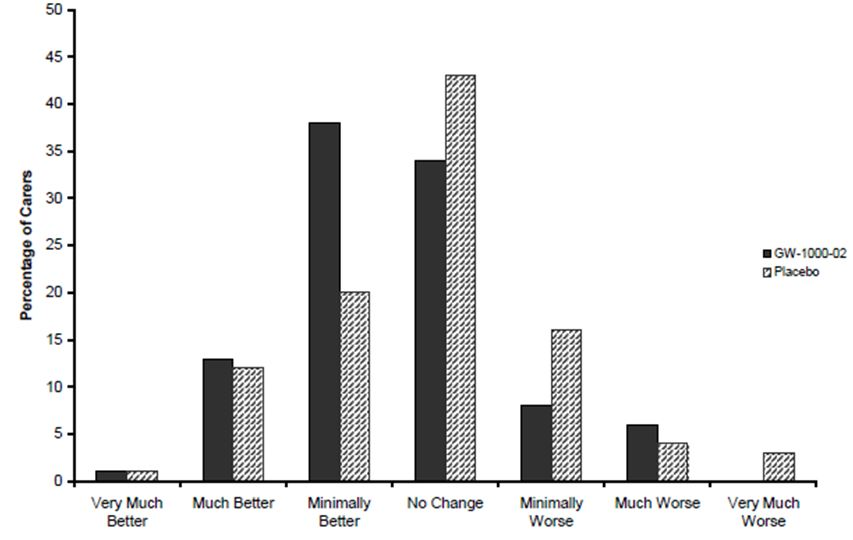 50
45
40
35
30
25
20
15
10
5
0
Percentage of Carers
GW-1000-02
Placebo
Very Much
Better
Much Better
Minimally
Better
No Change
Minimally
Worse
Much Worse
Very Much
Worse